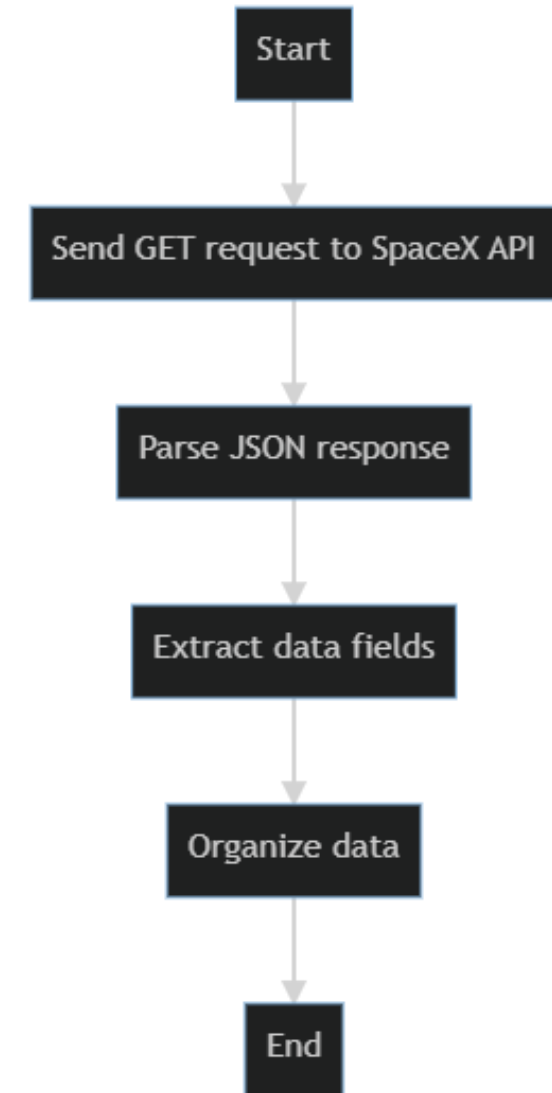 Start
Send GET request to SpaceX API
Parse JSON response
Extract data fields
Organize data
End